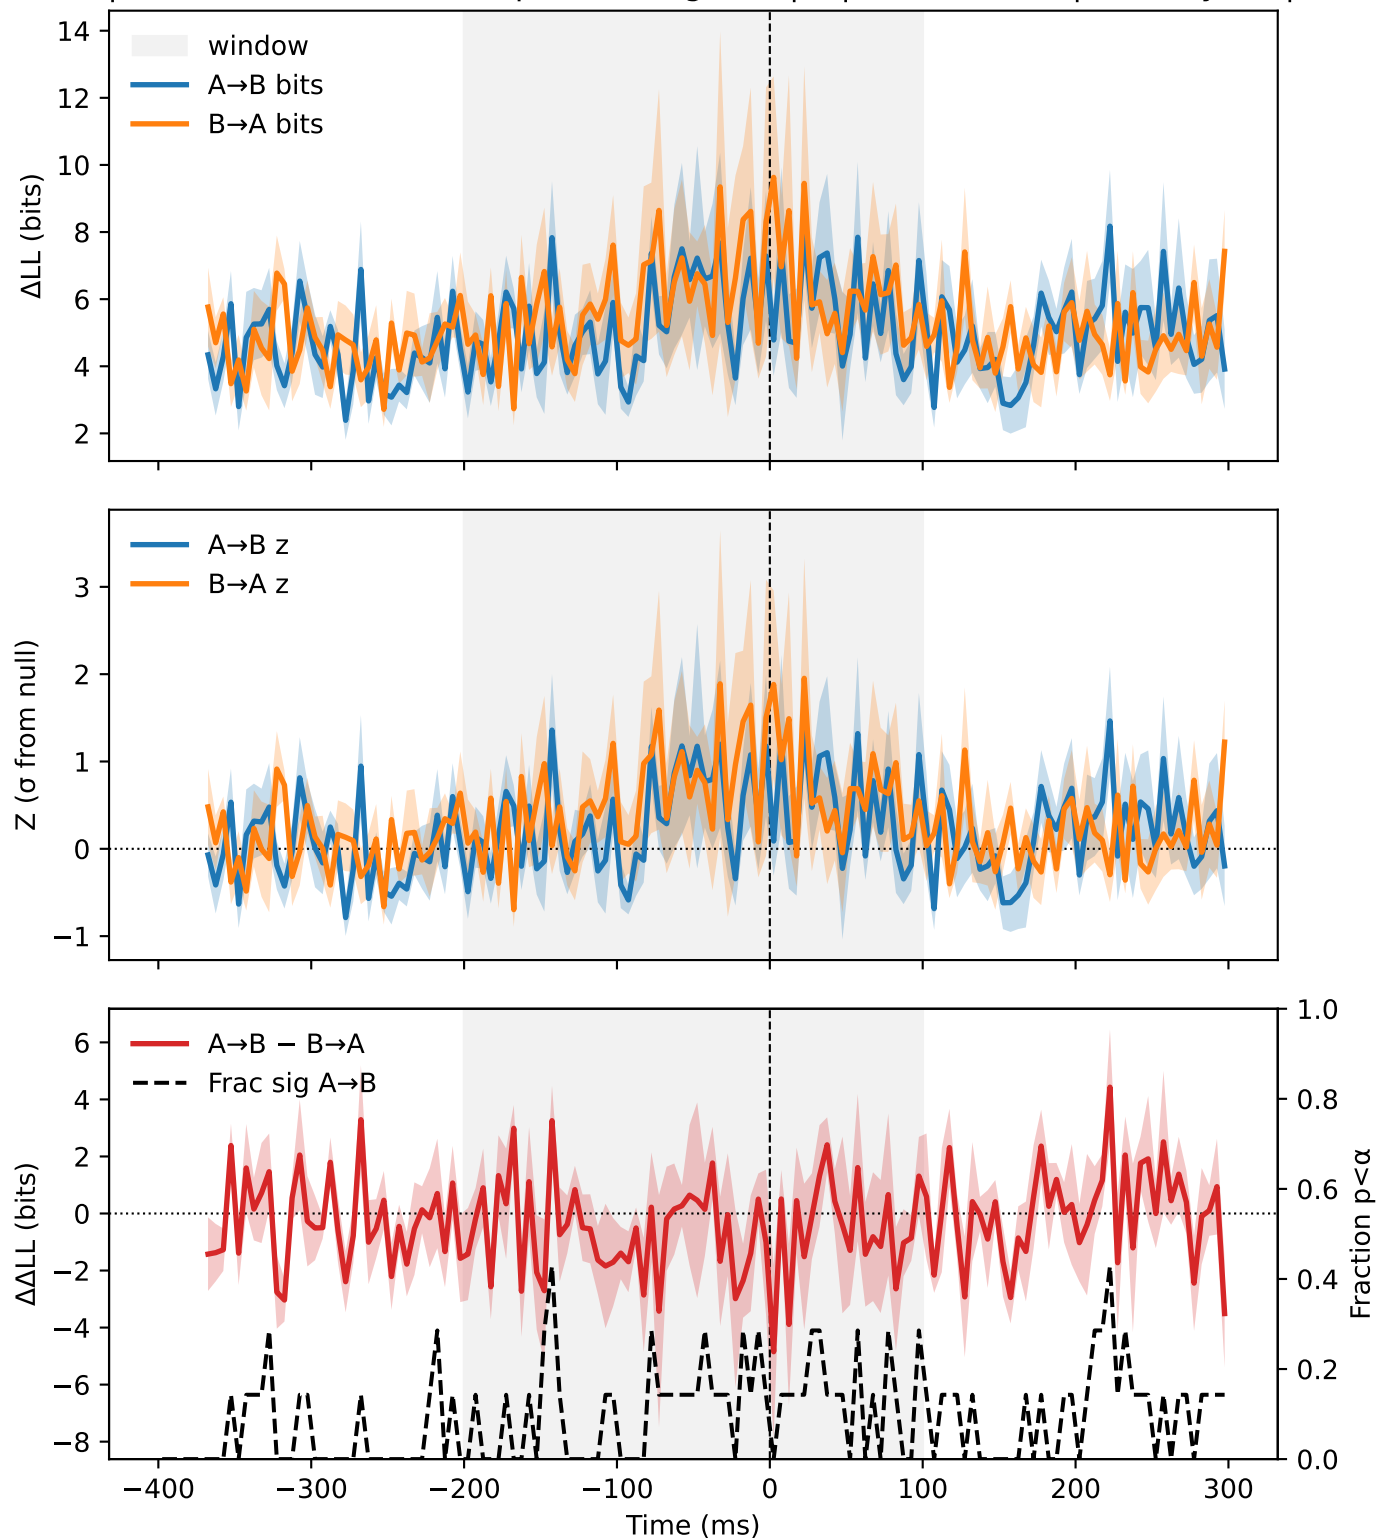 14
12
10
8
6
4
2
ΔLL (bits)
window
A→B bits
B→A bits
3
2
1
0
−1
Z (σ from null)
A→B z
B→A z
6
4
2
0
−2
−4
−6
−8
ΔΔLL (bits)
A→B − B→A
Frac sig A→B
1.0
0.8
0.6
0.4
0.2
0.0
Fraction p<α
−400
−300
−200
−100
0
100
200
300
Time (ms)